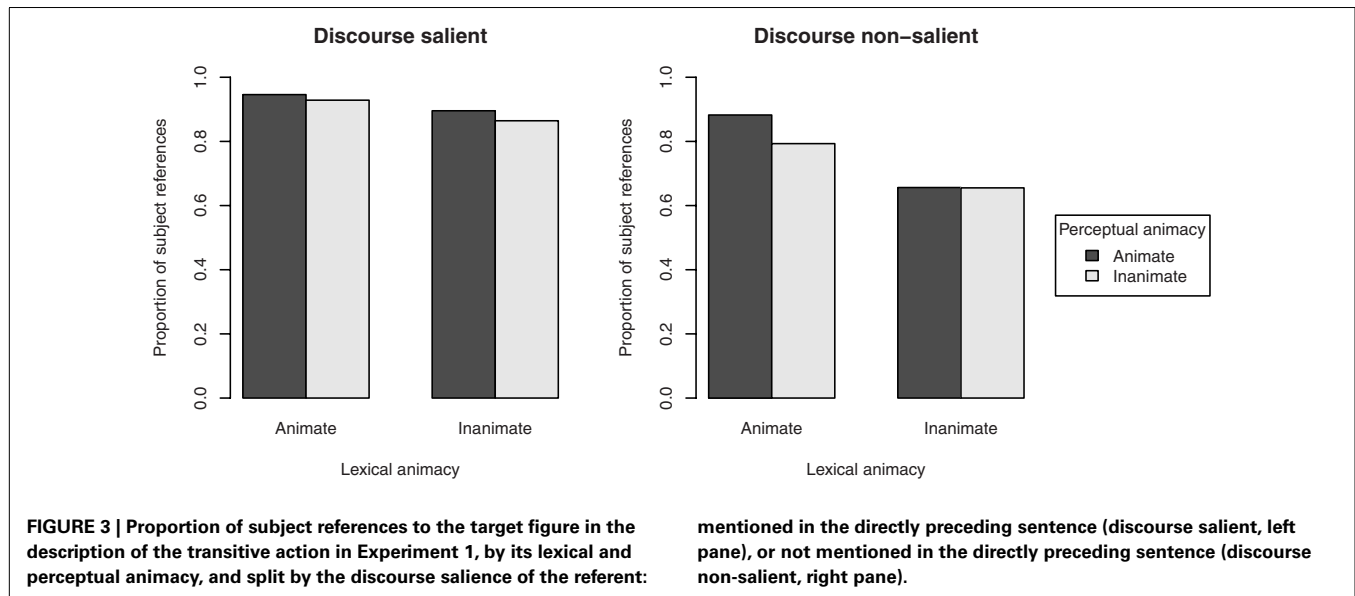 Discourse salient
Proportion of subject references
1.0
0.8
0.6
0.4
0.2
0.0
Animate
Inanimate
Lexical animacy
Discourse non−salient
Proportion of subject references
1.0
0.8
0.6
0.4
0.2
0.0
Animate
Inanimate
Lexical animacy
Perceptual animacy
Animate
Inanimate
FIGURE 3 | Proportion of subject references to the target figure in the
description of the transitive action in Experiment 1, by its lexical and
perceptual animacy, and split by the discourse salience of the referent:
mentioned in the directly preceding sentence (discourse salient, left
pane), or not mentioned in the directly preceding sentence (discourse
non-salient, right pane).